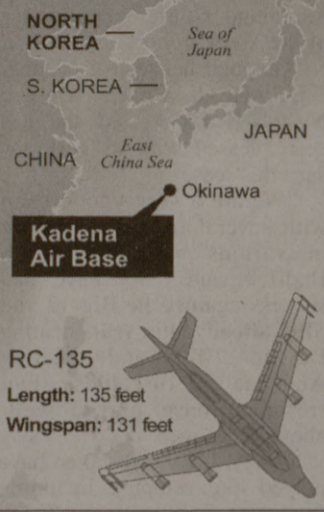 NORTH
KOREA
Sea of
Japan
S. KOREA
JAPAN
East
China Sea
CHINA
Okinawa
Kadena
Air Base
RC-135
Length: 135 feet
Wingspan: 131 feet